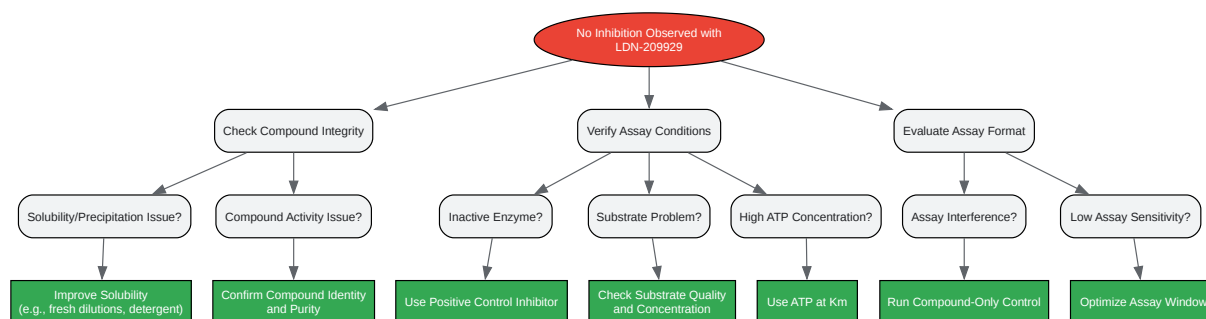 No Inhibition Observed with
LDN-209929
Check Compound Integrity
Verify Assay Conditions
Evaluate Assay Format
Solubility/Precipitation Issue?
Compound Activity Issue?
Inactive Enzyme?
Substrate Problem?
High ATP Concentration?
Assay Interference?
Low Assay Sensitivity?
Improve Solubility
(e.g., fresh dilutions, detergent)
Confirm Compound Identity
and Purity
Use Positive Control Inhibitor
Check Substrate Quality
and Concentration
Use ATP at Km
Run Compound-Only Control
Optimize Assay Window